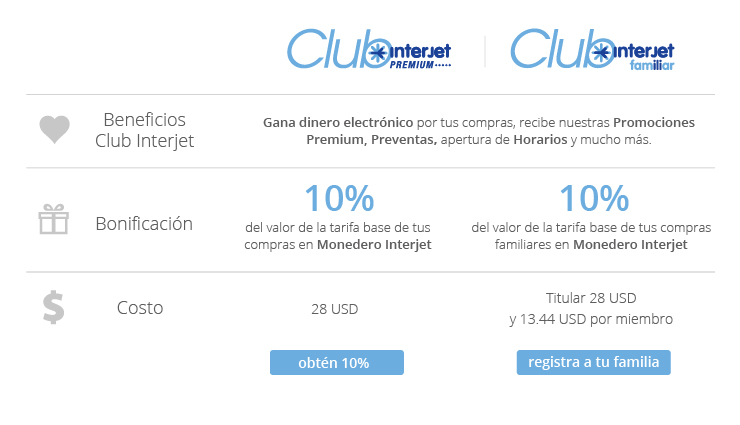 Club interjet PREMIUM
Club interjet familiar
Beneficios
Club Interjet
Gana dinero electrónico por tus compras, recibe nuestras Promociones
Premium, Preventas, apertura de Horarios y mucho más.
Bonificación
10%
del valor de la tarifa base de tus
compras en Monedero Interjet
10%
del valor de la tarifa base de tus compras
familiares en Monedero Interjet
$
Costo
28 USD
Titular 28 USD
y 13.44 USD por miembro
obtén 10%
registra a tu familia